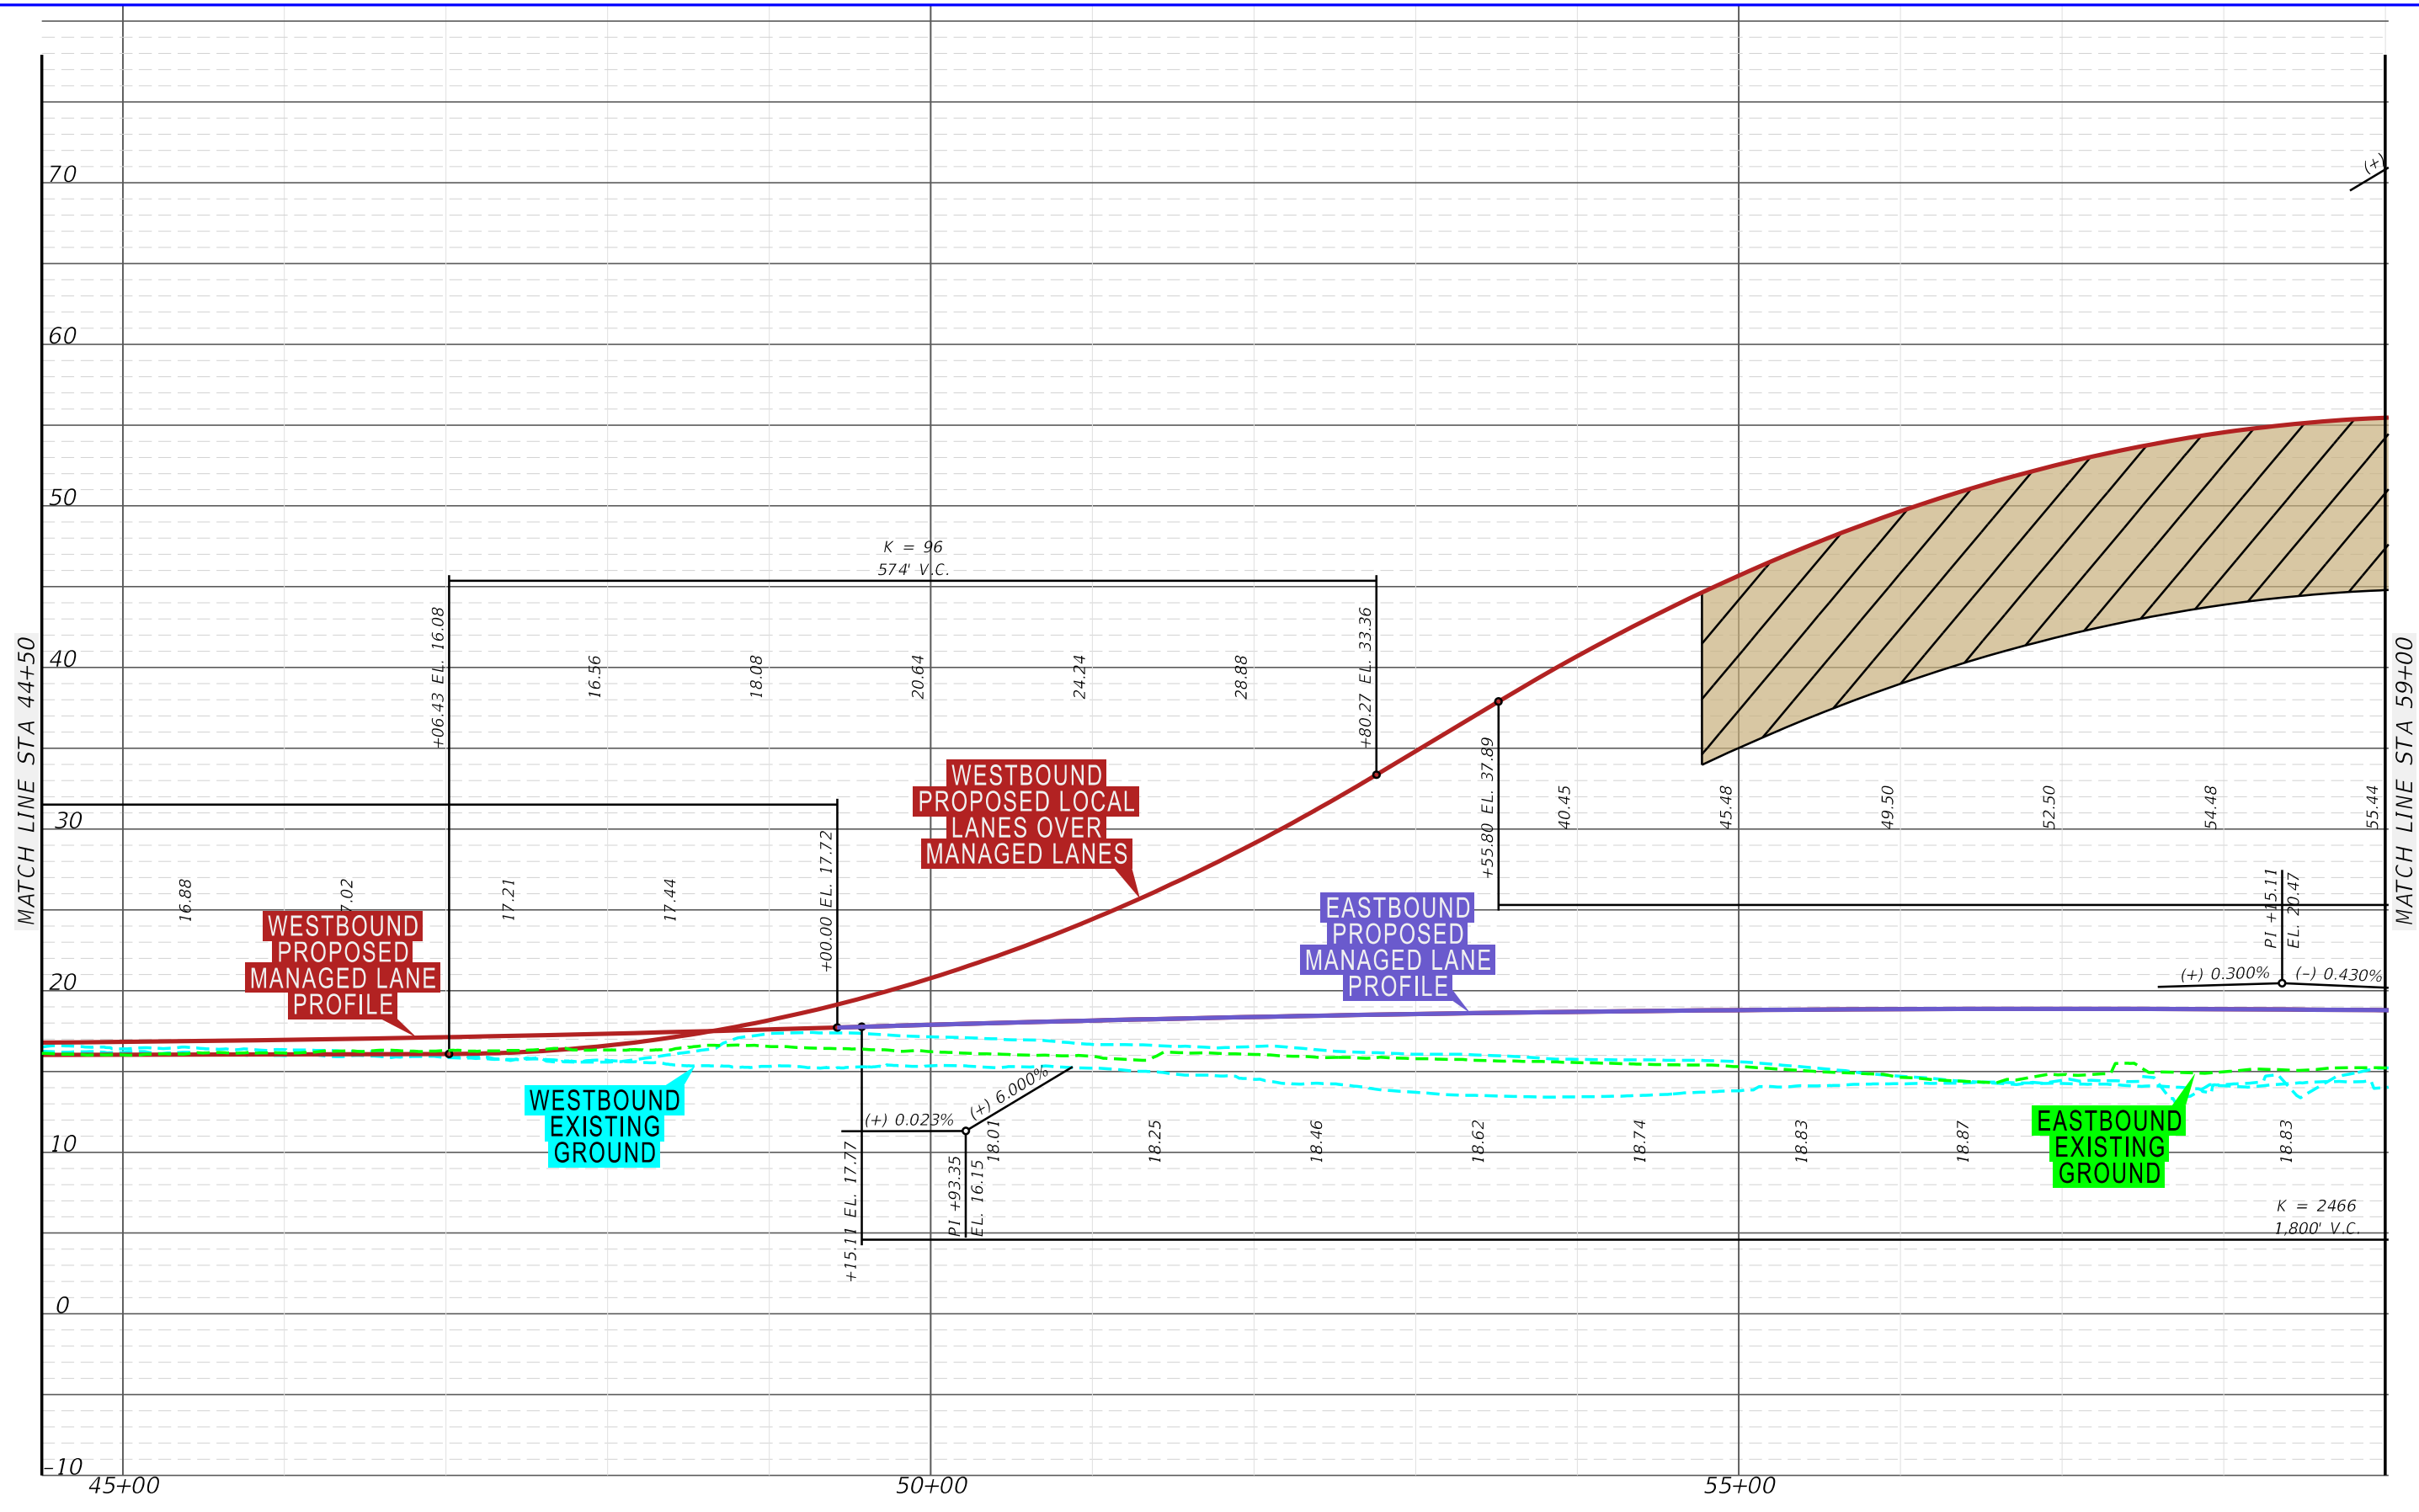 (+)
70
60
50
40
30
20
10
0
-10
MATCH LINE STA 44+50
MATCH LINE STA 59+00
K = 96
574' V.C.
+06.43 EL. 16.08
16.56
18.08
20.64
24.24
28.88
+80.27 EL. 33.36
+55.80 EL. 37.89
40.45
45.48
49.50
52.50
54.48
55.44
WESTBOUND
PROPOSED LOCAL
LANES OVER
MANAGED LANES
16.88
7.02
17.21
17.44
+00.00 EL. 17.72
WESTBOUND
PROPOSED
MANAGED LANE
PROFILE
EASTBOUND
PROPOSED
MANAGED LANE
PROFILE
PI +15.11
EL. 20.47
(+) 0.300%
(-) 0.430%
WESTBOUND
EXISTING
GROUND
(+) 0.023%
(+) 6.000%
+15.11 EL. 17.77
PI +93.35
EL. 16.15
18.01
18.25
18.46
18.62
18.74
18.83
18.87
18.83
EASTBOUND
EXISTING
GROUND
K = 2466
1,800' V.C.
45+00
50+00
55+00